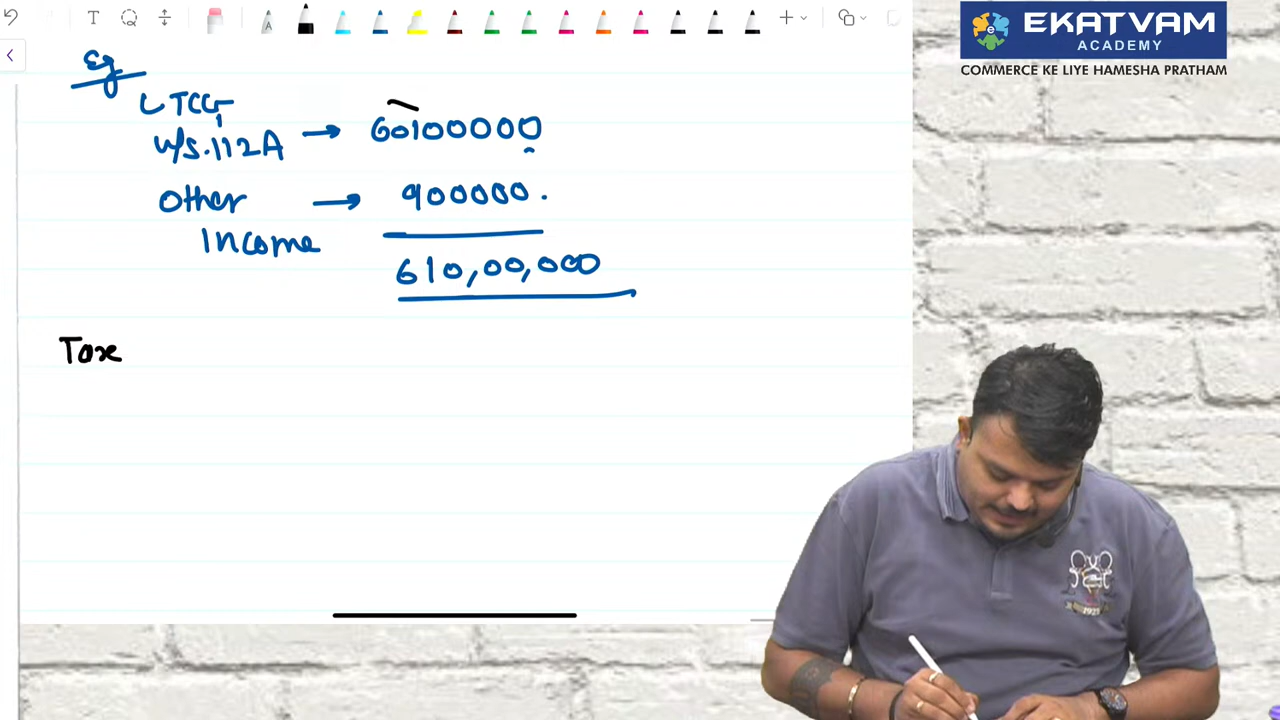 EKATVAM
ACADEMY
COMMERCE KE LIYE HAMESHA PRATHAM
Eg
LTCG
u/s.112A → 60100000
Other → 900000.
Income
610,00,000
Tax